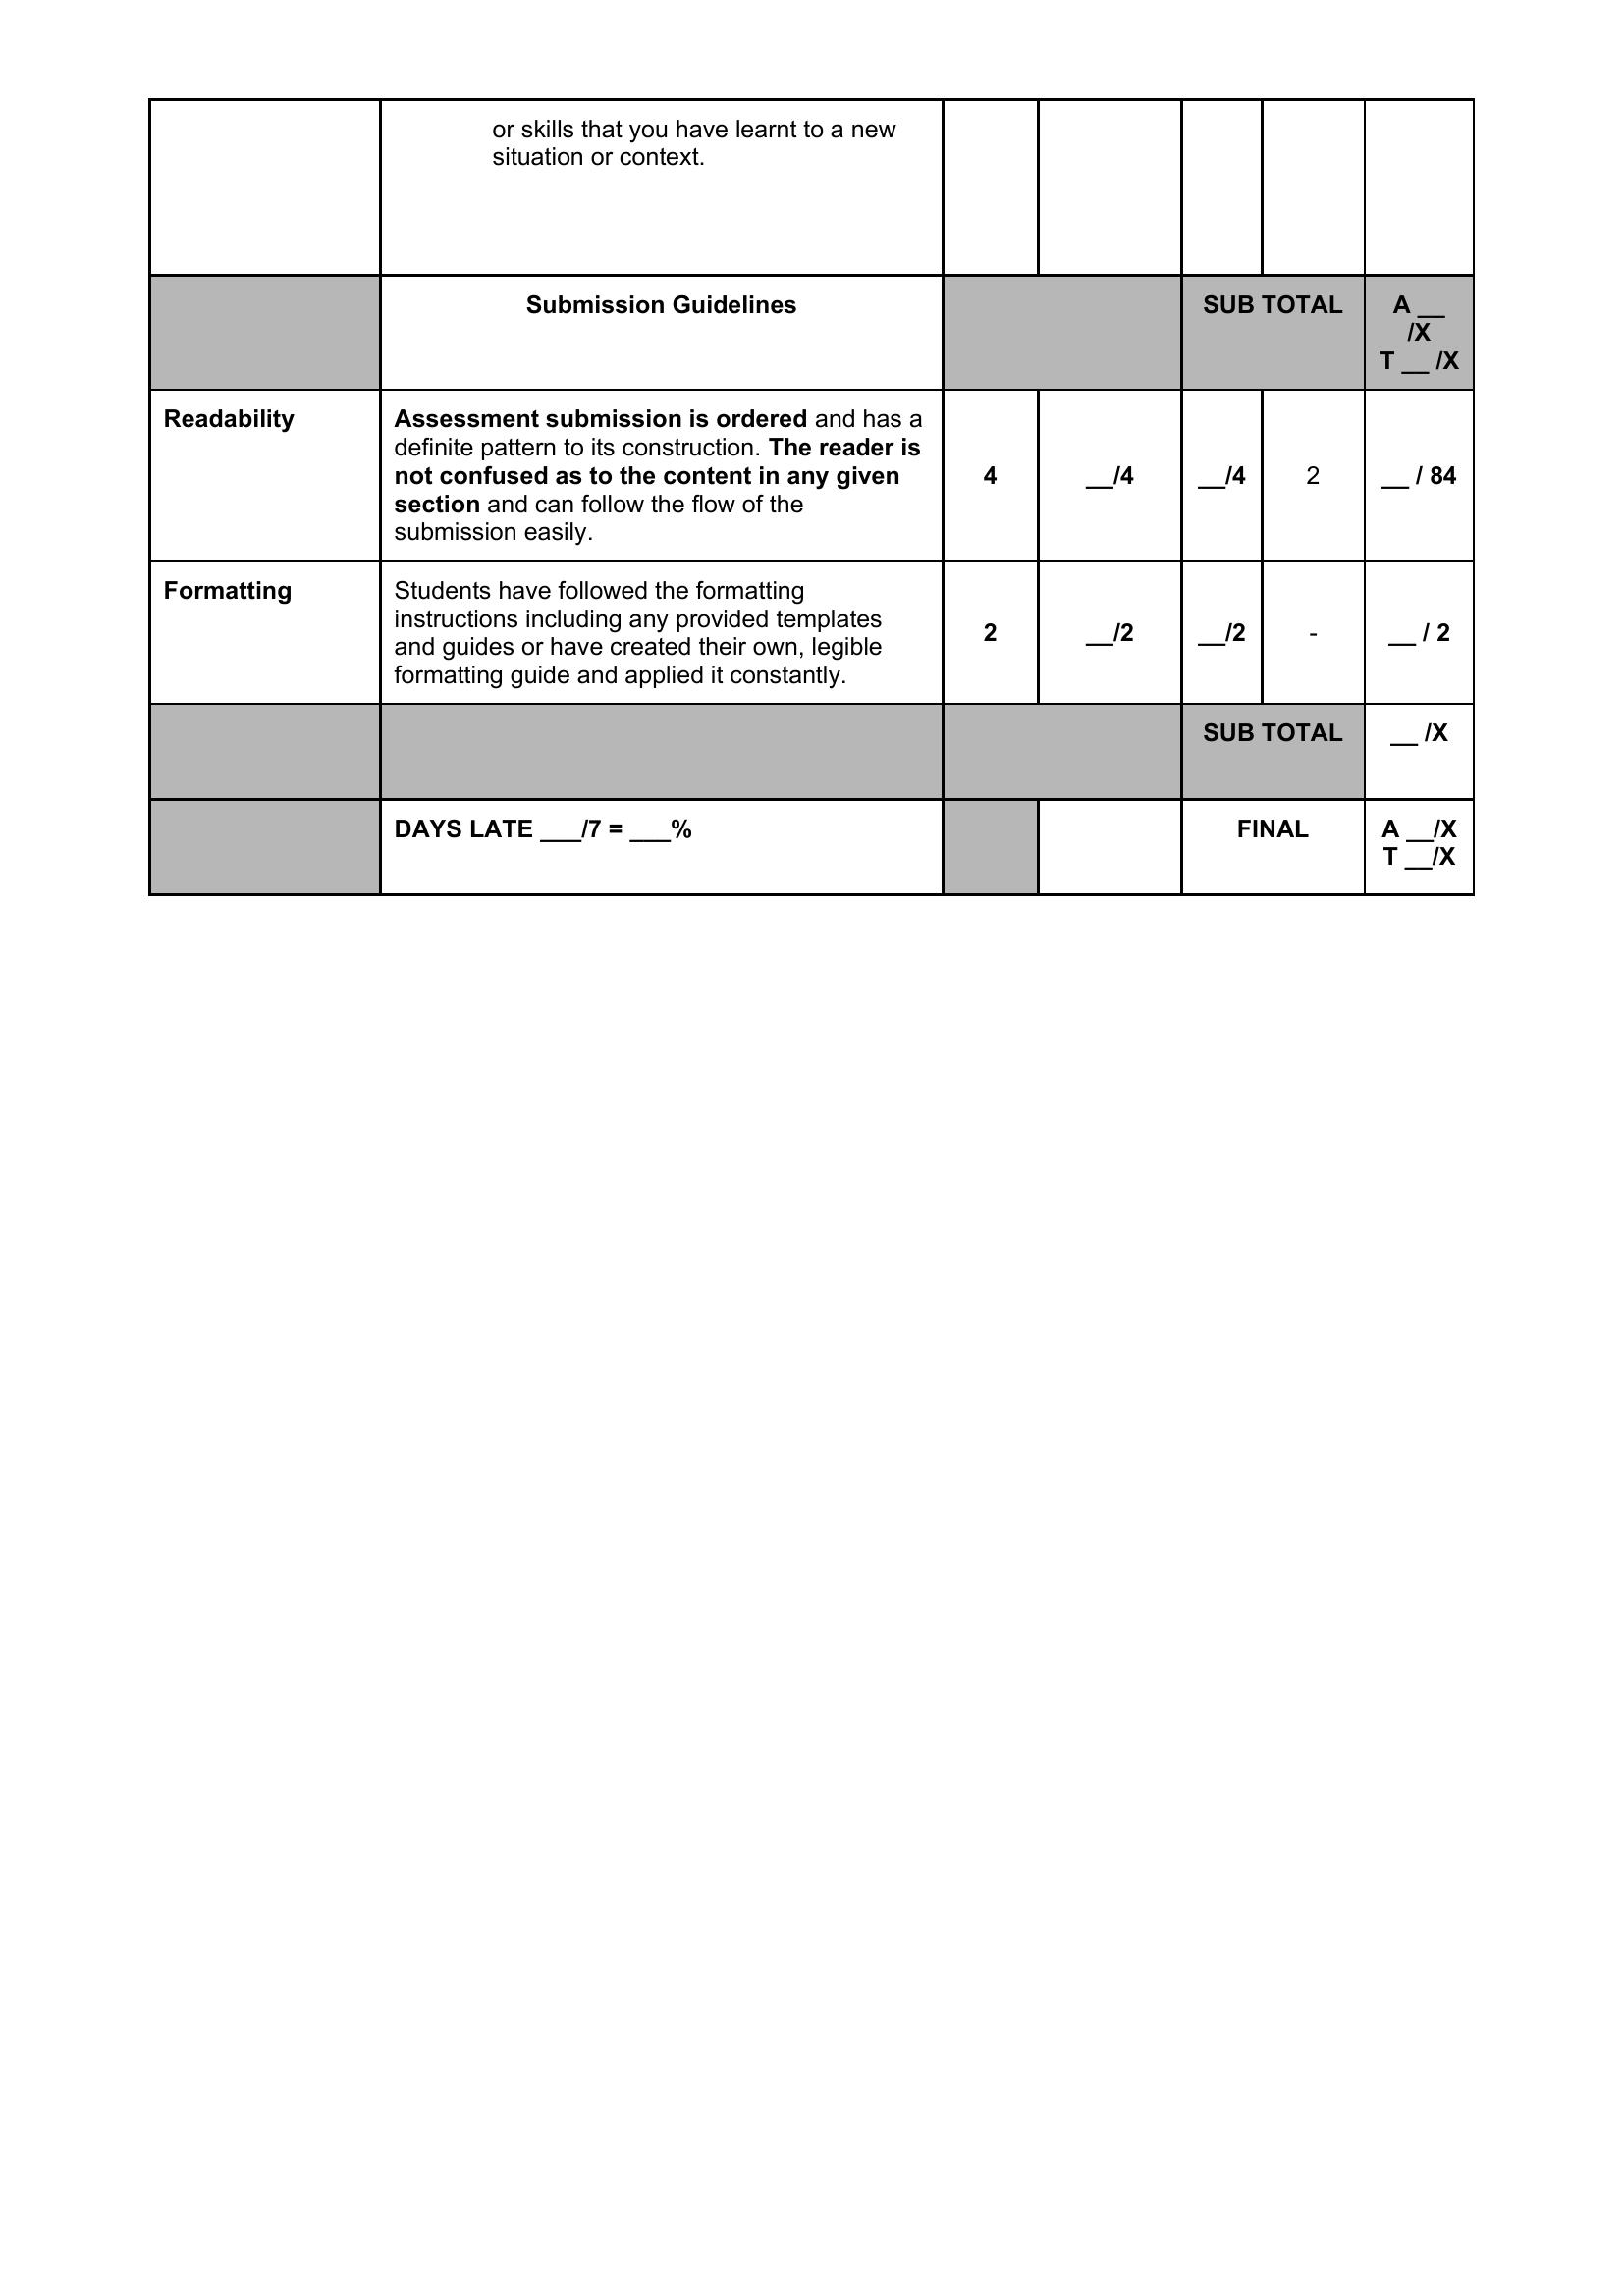 or skills that you have learnt to a new
situation or context.
Submission Guidelines
SUB TOTAL
A __
/X
T __ /X
Readability
Assessment submission is ordered and has a
definite pattern to its construction. The reader is
not confused as to the content in any given
section and can follow the flow of the
submission easily.
4
__/4
__/4
2
__ / 84
Formatting
Students have followed the formatting
instructions including any provided templates
and guides or have created their own, legible
formatting guide and applied it constantly.
2
__/2
__/2
-
__ / 2
SUB TOTAL
__ /X
DAYS LATE ___/7 = ___%
FINAL
A __/X
T __/X